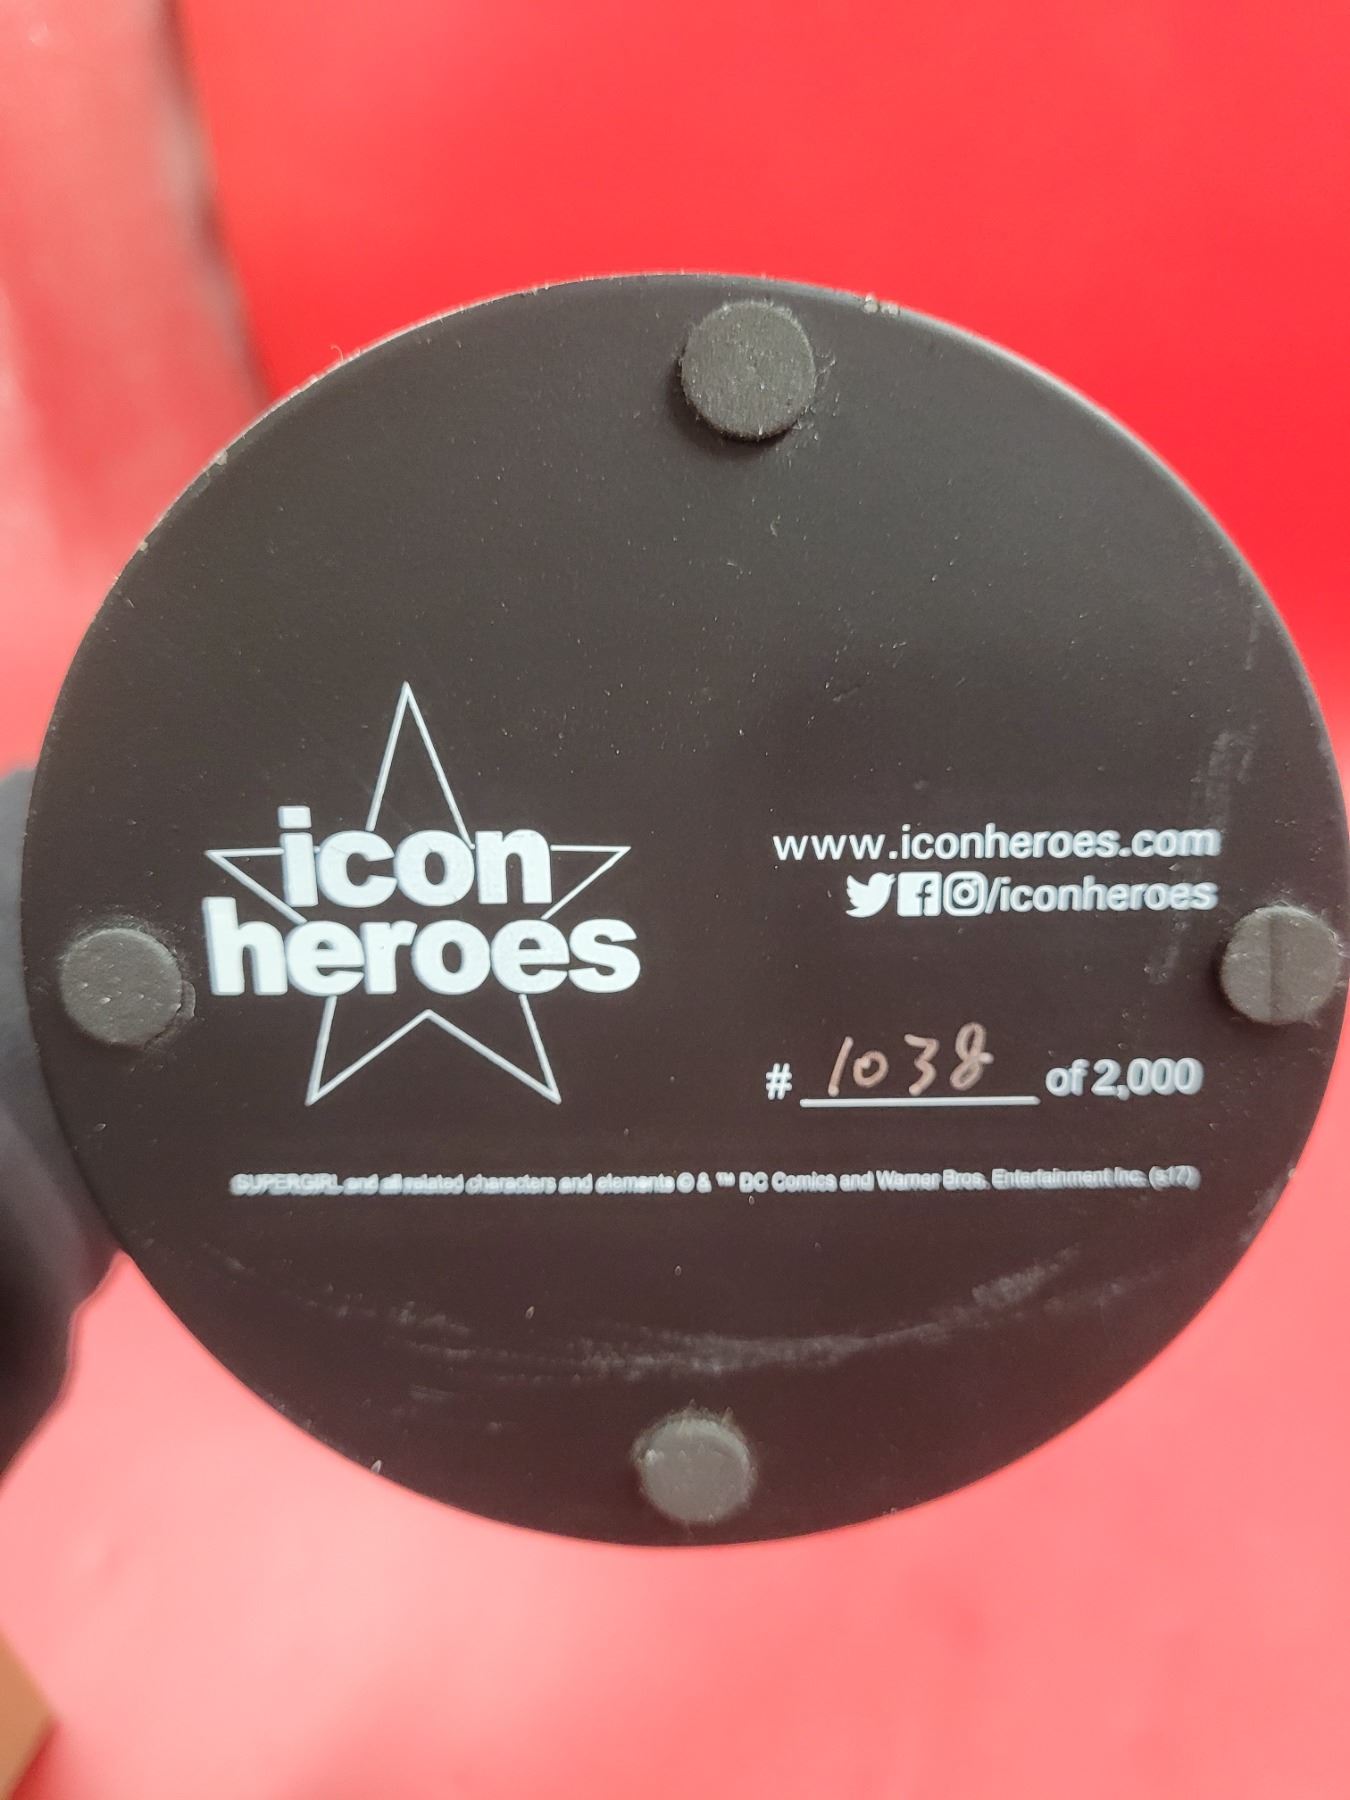 icon
heroes
www.iconheroes.com
/iconheroes
# 1038 of 2,000
SUPERGIRL and all related characters and elements © & ™ DC Comics and Warner Bros. Entertainment Inc. (s17)